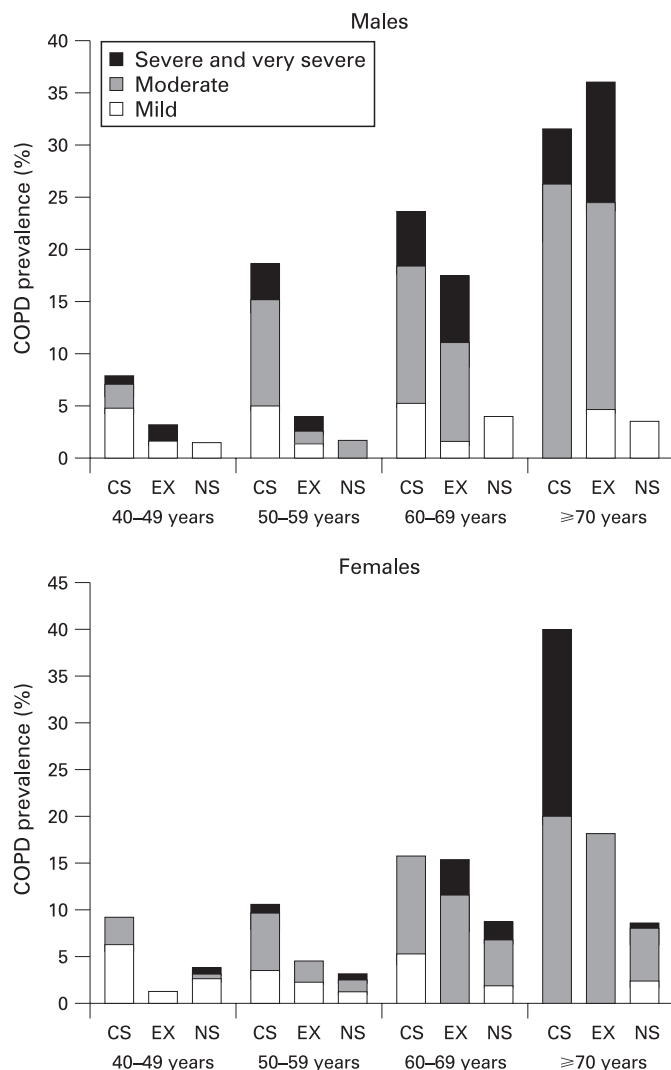 Males
40
35
30
25
20
15
10
5
0
COPD prevalence (%)
Severe and very severe
Moderate
Mild
CS EX NS CS EX NS CS EX NS CS EX NS
40–49 years 50–59 years 60–69 years ⩾70 years
Females
45
40
35
30
25
20
15
10
5
0
COPD prevalence (%)
CS EX NS CS EX NS CS EX NS CS EX NS
40–49 years 50–59 years 60–69 years ⩾70 years